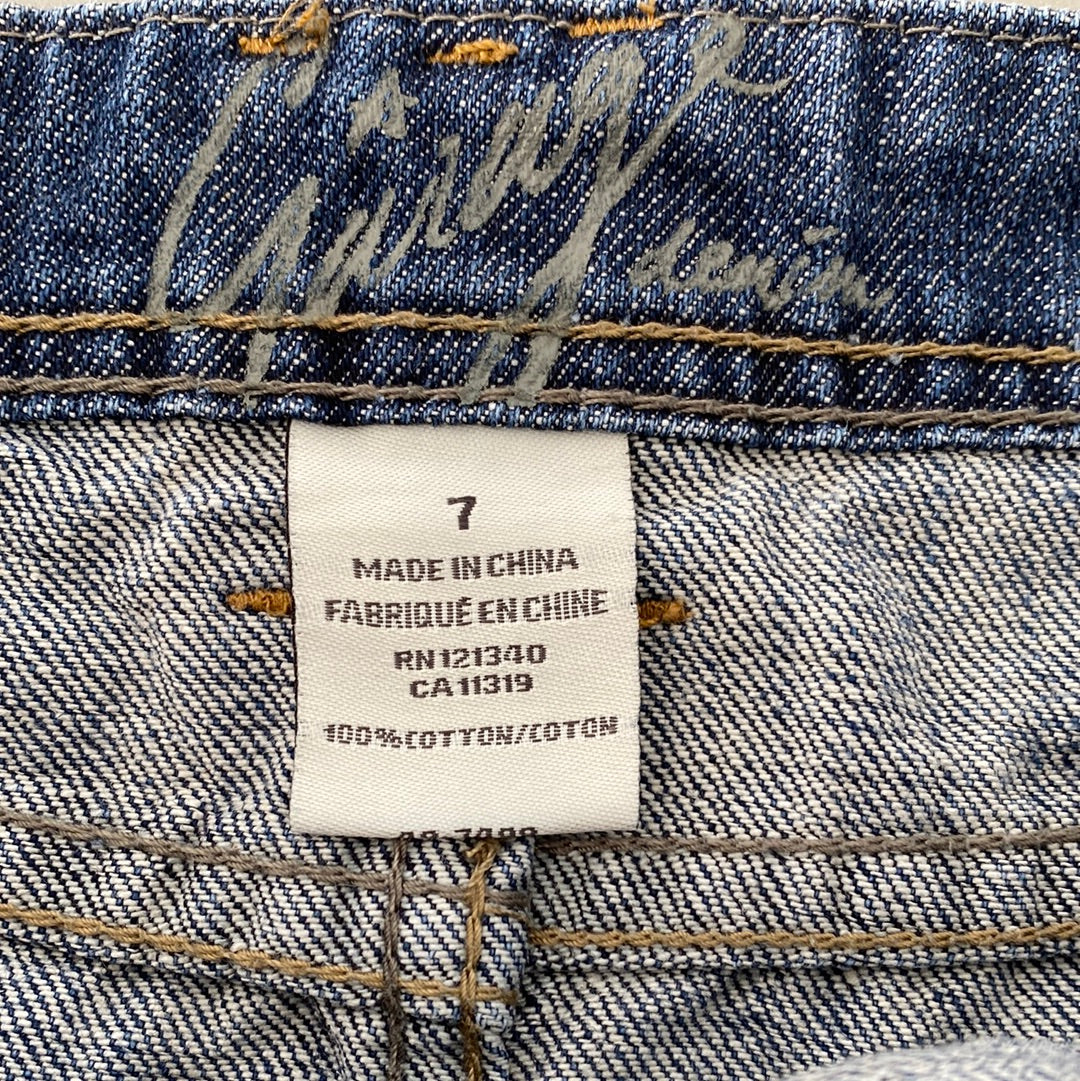 Garage
denim
7
MADE IN CHINA
FABRIQUÉ EN CHINE
RN121340
CA11319
100%COTTON/COTON